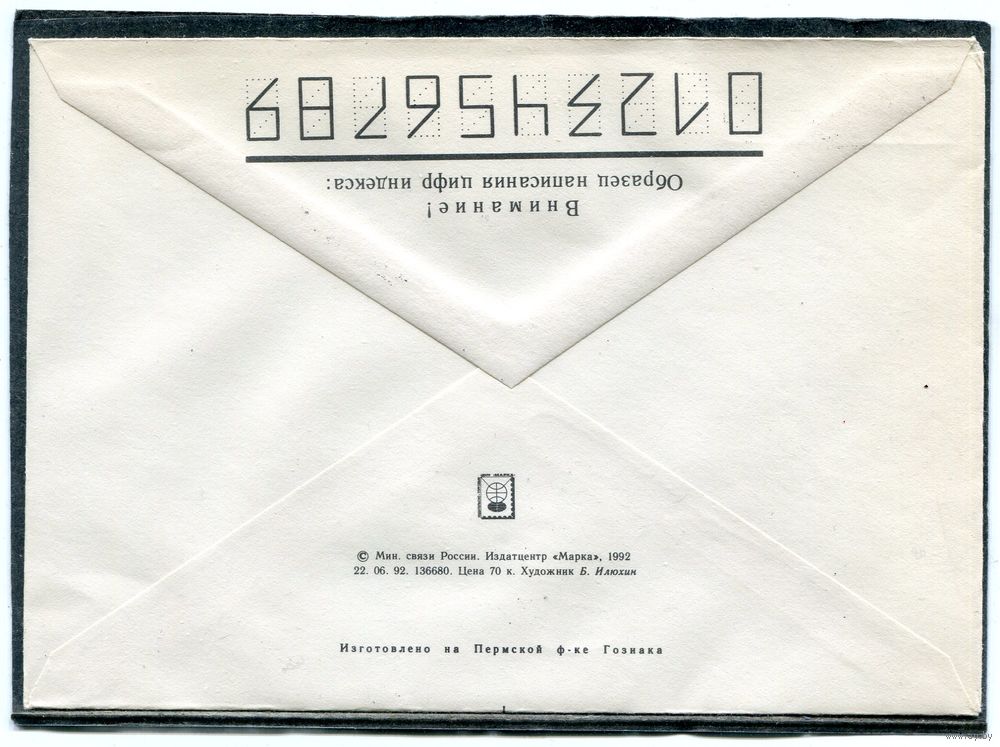 0123456789
Образец написания цифр индекса:
Внимание!
© Мин. связи России. Издатцентр «Марка», 1992
22. 06. 92. 136680. Цена 70 к. Художник Б. Илюхин
Изготовлено на Пермской ф-ке Гознака